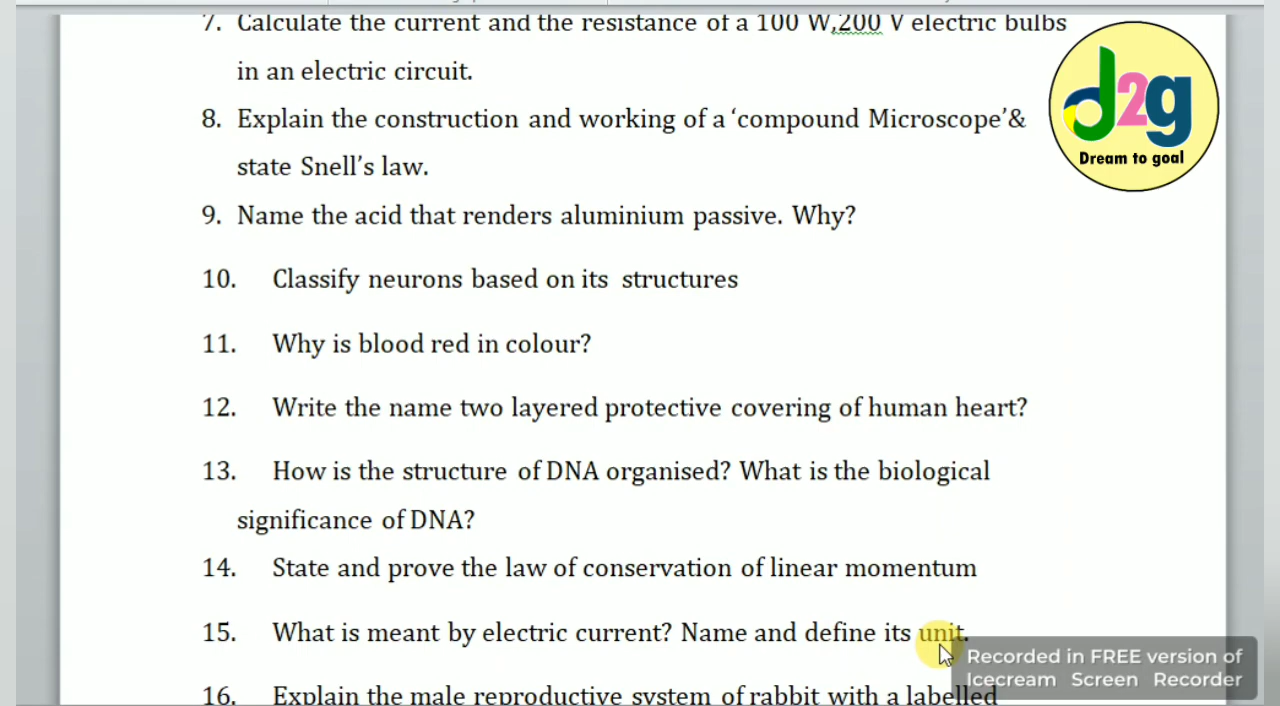 7. Calculate the current and the resistance of a 100 W,200 V electric bulbs
in an electric circuit.
8. Explain the construction and working of a ‘compound Microscope’&
state Snell’s law.
9. Name the acid that renders aluminium passive. Why?
10. Classify neurons based on its structures
11. Why is blood red in colour?
12. Write the name two layered protective covering of human heart?
13. How is the structure of DNA organised? What is the biological
significance of DNA?
14. State and prove the law of conservation of linear momentum
15. What is meant by electric current? Name and define its unit.
16. Explain the male reproductive system of rabbit with a labelled
d2g
Dream to goal
Recorded in FREE version of
Icecream Screen Recorder